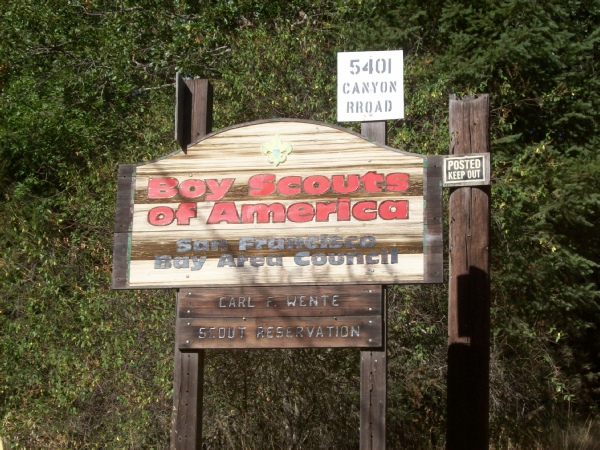 5401
CANYON
RROAD
POSTED
KEEP OUT
Boy Scouts
of America
San Francisco
Bay Area Council
CARL F. WENTE
SCOUT RESERVATION